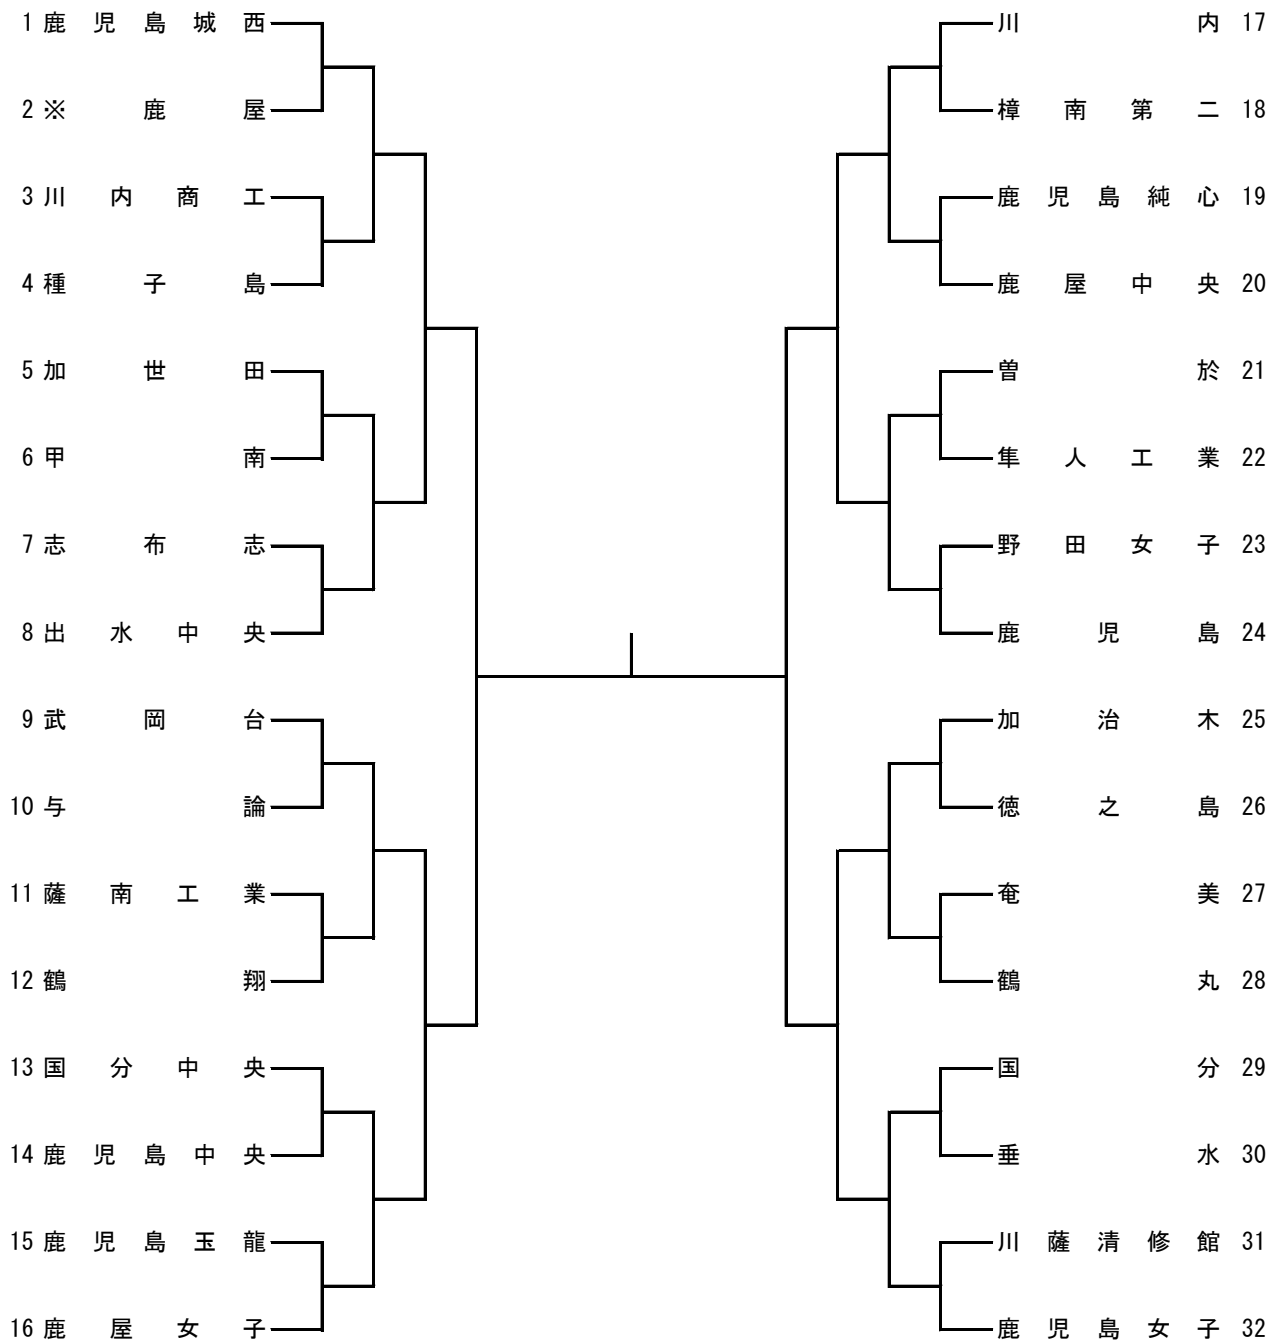 1 鹿児島城西
2 ※鹿屋
3 川内商工
4 種子島
5 加世田
6 甲南
7 志布志
8 出水中央
9 武岡台
10 与論
11 薩南工業
12 鶴翔
13 国分中央
14 鹿児島中央
15 鹿児島玉龍
16 鹿屋女子
川内 17
樟南第二 18
鹿児島純心 19
鹿屋中央 20
曽於 21
隼人工業 22
野田女子 23
鹿児島 24
加治木 25
徳之島 26
奄美 27
鶴丸 28
国分 29
垂水 30
川薩清修館 31
鹿児島女子 32